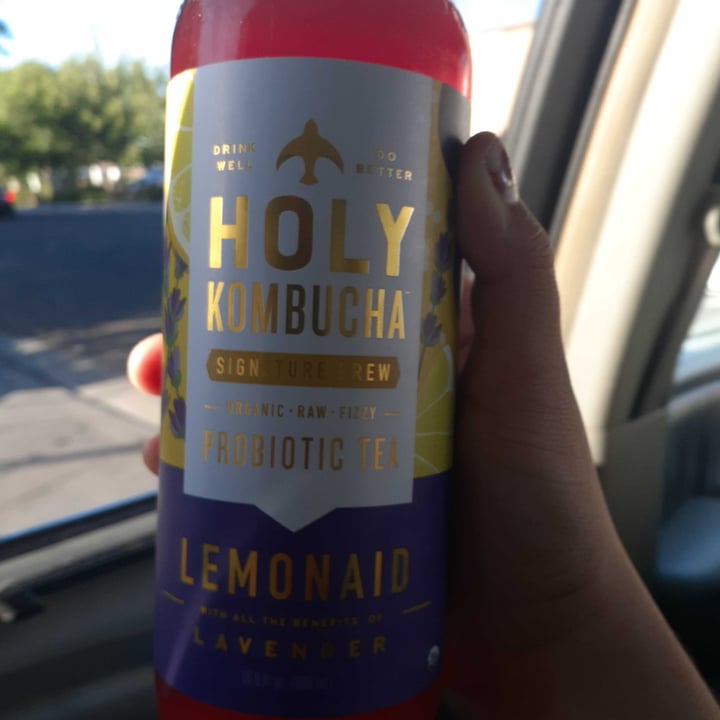 DRINK DO
WELL BETTER
HOLY
KOMBUCHA™
SIGNATURE BREW
ORGANIC • RAW • FIZZY
PROBIOTIC TEA
LEMONAID
WITH ALL THE BENEFITS OF
LAVENDER